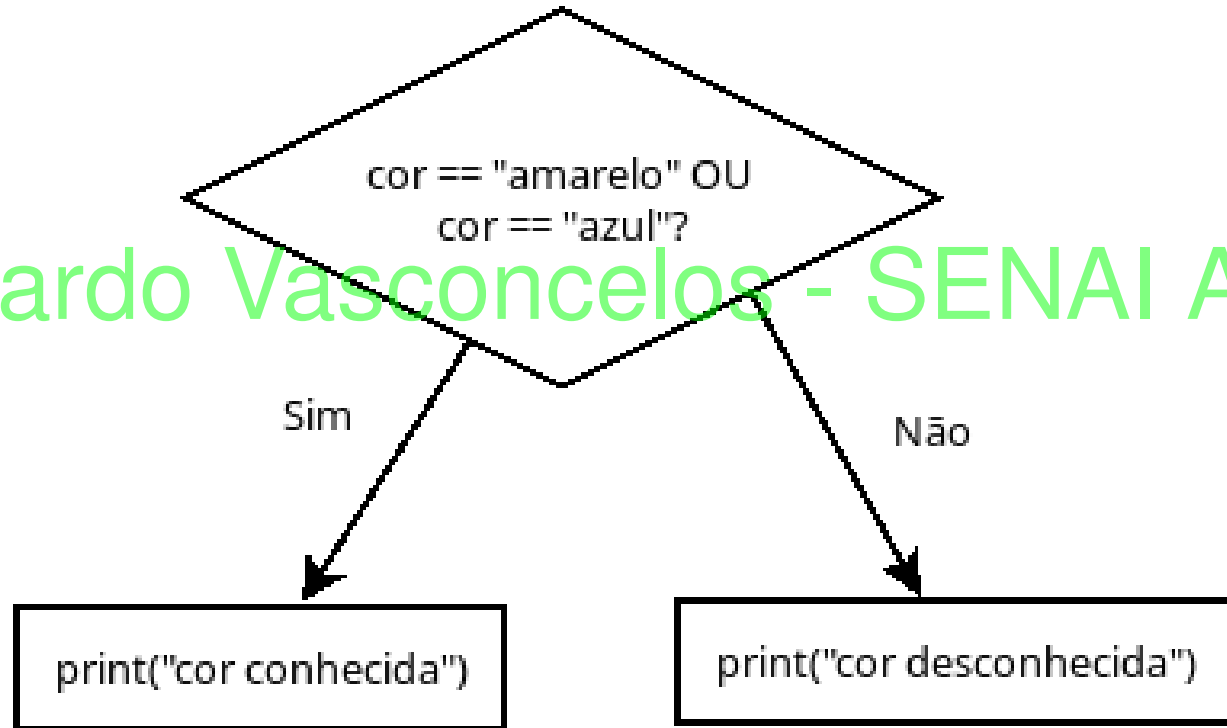 cor == "amarelo" OU
cor == "azul"?
ardo Vasconcelos - SENAI A
Sim
Não
print("cor conhecida")
print("cor desconhecida")